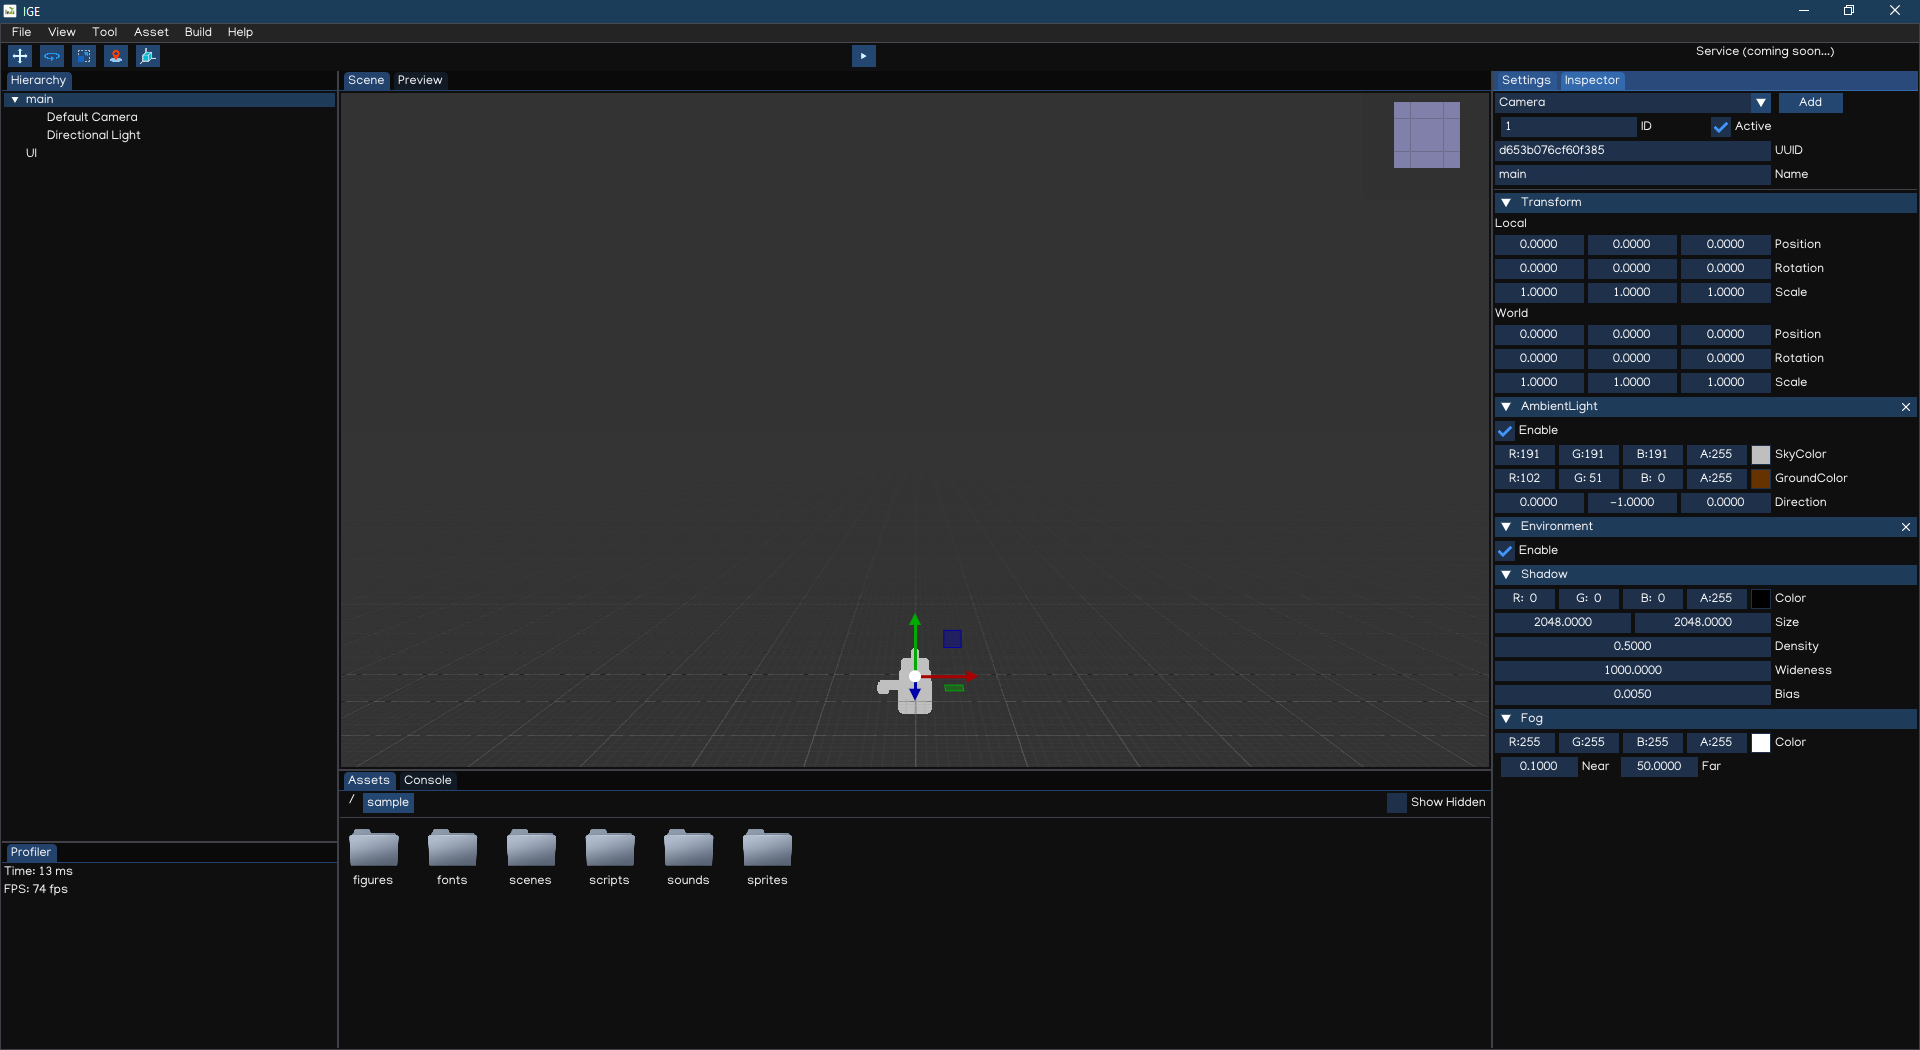 IGE
File View Tool Asset Build Help
Service (coming soon...)
Hierarchy
main
Default Camera
Directional Light
UI
Profiler
Time: 13 ms
FPS: 74 fps
Scene Preview
Assets Console
/ sample
Show Hidden
figures fonts scenes scripts sounds sprites
Settings Inspector
Camera Add
1 ID Active
d653b076cf60f385 UUID
main Name
Transform
Local
0.0000 0.0000 0.0000 Position
0.0000 0.0000 0.0000 Rotation
1.0000 1.0000 1.0000 Scale
World
0.0000 0.0000 0.0000 Position
0.0000 0.0000 0.0000 Rotation
1.0000 1.0000 1.0000 Scale
AmbientLight
Enable
R:191 G:191 B:191 A:255 SkyColor
R:102 G: 51 B: 0 A:255 GroundColor
0.0000 -1.0000 0.0000 Direction
Environment
Enable
Shadow
R: 0 G: 0 B: 0 A:255 Color
2048.0000 2048.0000 Size
0.5000 Density
1000.0000 Wideness
0.0050 Bias
Fog
R:255 G:255 B:255 A:255 Color
0.1000 Near 50.0000 Far